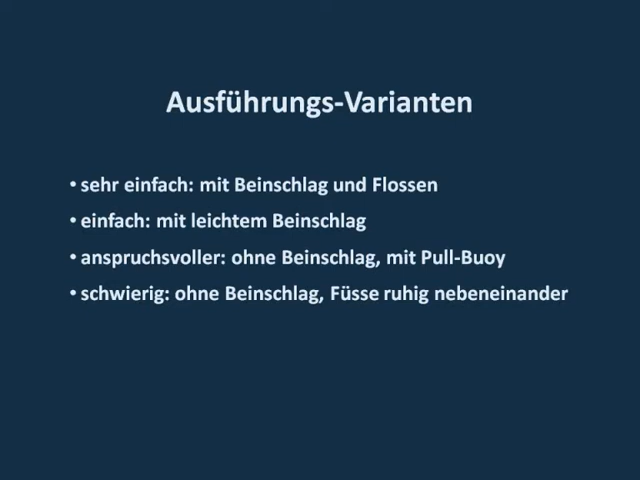 Ausführungs-Varianten
• sehr einfach: mit Beinschlag und Flossen
• einfach: mit leichtem Beinschlag
• anspruchsvoller: ohne Beinschlag, mit Pull-Buoy
• schwierig: ohne Beinschlag, Füsse ruhig nebeneinander